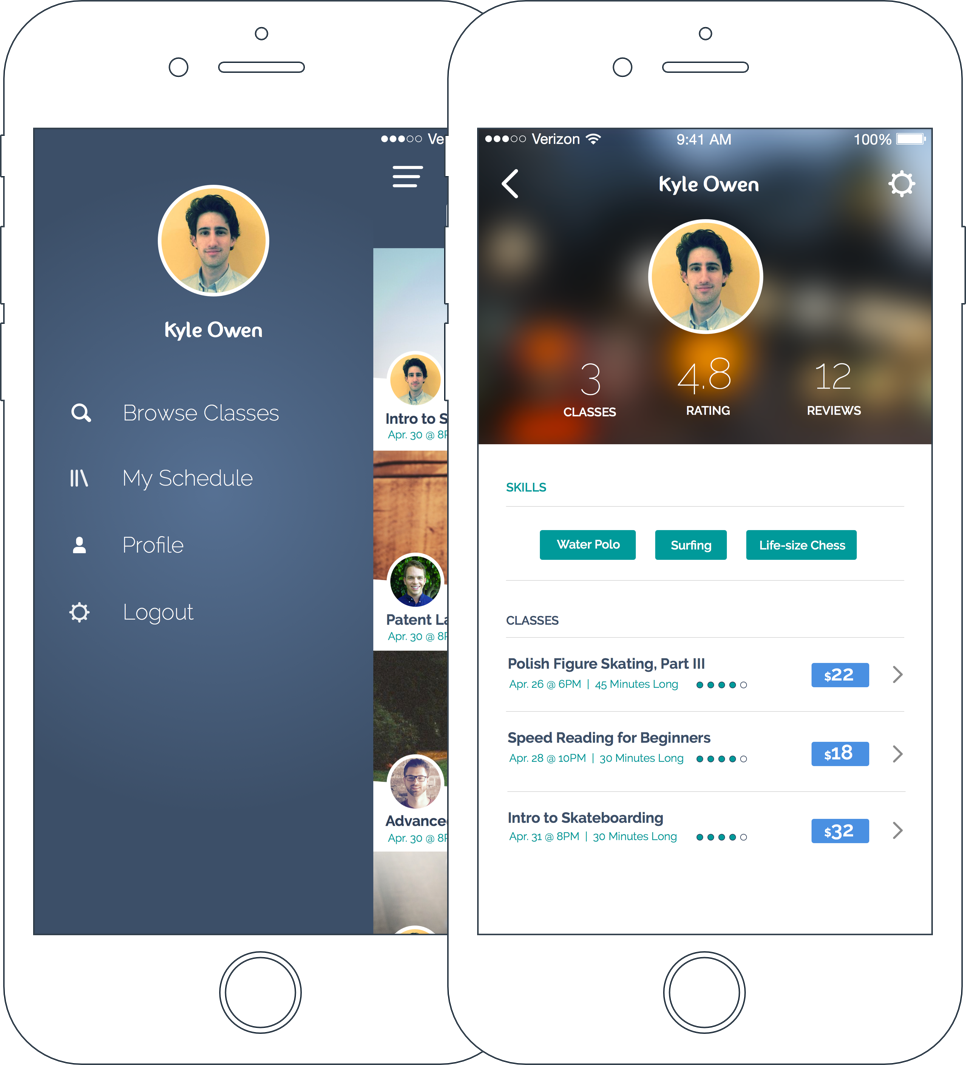 Ver
Kyle Owen
Browse Classes
My Schedule
Profile
Logout
Intro to S
Apr. 30 @ 8P
Patent La
Apr. 30 @ 8P
Advance
Apr. 30 @ 8P
Verizon 9:41 AM 100%
Kyle Owen
3 4.8 12
CLASSES RATING REVIEWS
SKILLS
Water Polo Surfing Life-size Chess
CLASSES
Polish Figure Skating, Part III
Apr. 26 @ 6PM | 45 Minutes Long
$22
Speed Reading for Beginners
Apr. 28 @ 10PM | 30 Minutes Long
$18
Intro to Skateboarding
Apr. 31 @ 8PM | 30 Minutes Long
$32